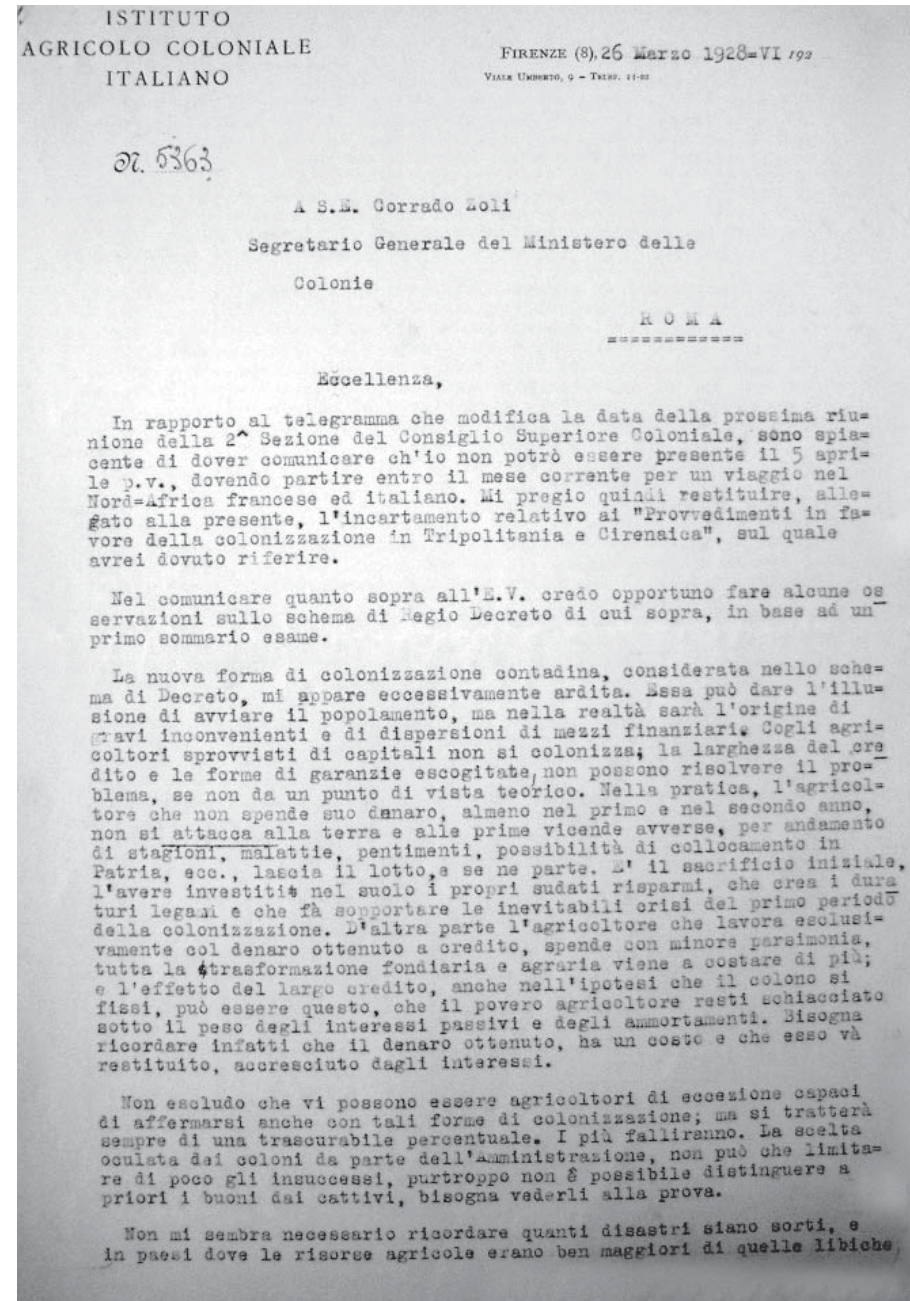 ISTITUTO
AGRICOLO COLONIALE
ITALIANO
FIRENZE (8), 26 Marzo 1928=VI 192
VIALE UMBERTO, 9 – TELEF.
N. 5363
A S.E. Corrado Zoli
Segretario Generale del Ministero delle
Colonie
R O M A
============
Eccellenza,
In rapporto al telegramma che modifica la data della prossima riu=
nione della 2^ Sezione del Consiglio Superiore Coloniale, sono spia=
cente di dover comunicare ch'io non potrò essere presente il 5 apri=
le p.v., dovendo partire entro il mese corrente per un viaggio nel
Nord=Africa francese ed italiano. Mi pregio quindi restituire, alle=
gato alla presente, l'incartamento relativo ai "Provvedimenti in fa=
vore della colonizzazione in Tripolitania e Cirenaica", sul quale
avrei dovuto riferire.
Nel comunicare quanto sopra all'E.V. credo opportuno fare alcune os
servazioni sullo schema di Regio Decreto di cui sopra, in base ad un
primo sommario esame.
La nuova forma di colonizzazione contadina, considerata nello sche=
ma di Decreto, mi appare eccessivamente ardita. Essa può dare l'illu=
sione di avviare il popolamento, ma nella realtà sarà l'origine di
gravi inconvenienti e di dispersioni di mezzi finanziari. Cogli agri=
coltori sprovvisti di capitali non si colonizza; la larghezza del cre
dito e le forme di garanzie escogitate, non possono risolvere il pro=
blema, se non da un punto di vista teorico. Nella pratica, l'agricol=
tore che non spende suo danaro, almeno nel primo e nel secondo anno,
non si attacca alla terra e alle prime vicende avverse, per andamento
di stagioni, malattie, pentimenti, possibilità di collocamento in
Patria, ecc., lascia il lotto, e se ne parte. E' il sacrificio iniziale,
l'avere investiti nel suolo i propri sudati risparmi, che crea i dura
turi legami e che fà sopportare le inevitabili crisi del primo periodo
della colonizzazione. D'altra parte l'agricoltore che lavora esclusi=
vamente col denaro ottenuto a credito, spende con minore parsimonia,
tutta la trasformazione fondiaria e agraria viene a costare di più;
e l'effetto del largo credito, anche nell'ipotesi che il colono si
fissi, può essere questo, che il povero agricoltore resti schiacciato
sotto il peso degli interessi passivi e degli ammortamenti. Bisogna
ricordare infatti che il denaro ottenuto, ha un costo e che esso và
restituito, accresciuto dagli interessi.
Non escludo che vi possono essere agricoltori di eccezione capaci
di affermarsi anche con tali forme di colonizzazione; ma si tratterà
sempre di una trascurabile percentuale. I più falliranno. La scelta
oculata dei coloni da parte dell'Amministrazione, non può che limita=
re di poco gli insuccessi, purtroppo non è possibile distinguere a
priori i buoni dai cattivi, bisogna vederli alla prova.
Non mi sembra necessario ricordare quanti disastri siano sorti, e
in paesi dove le risorse agricole erano ben maggiori di quelle libiche,